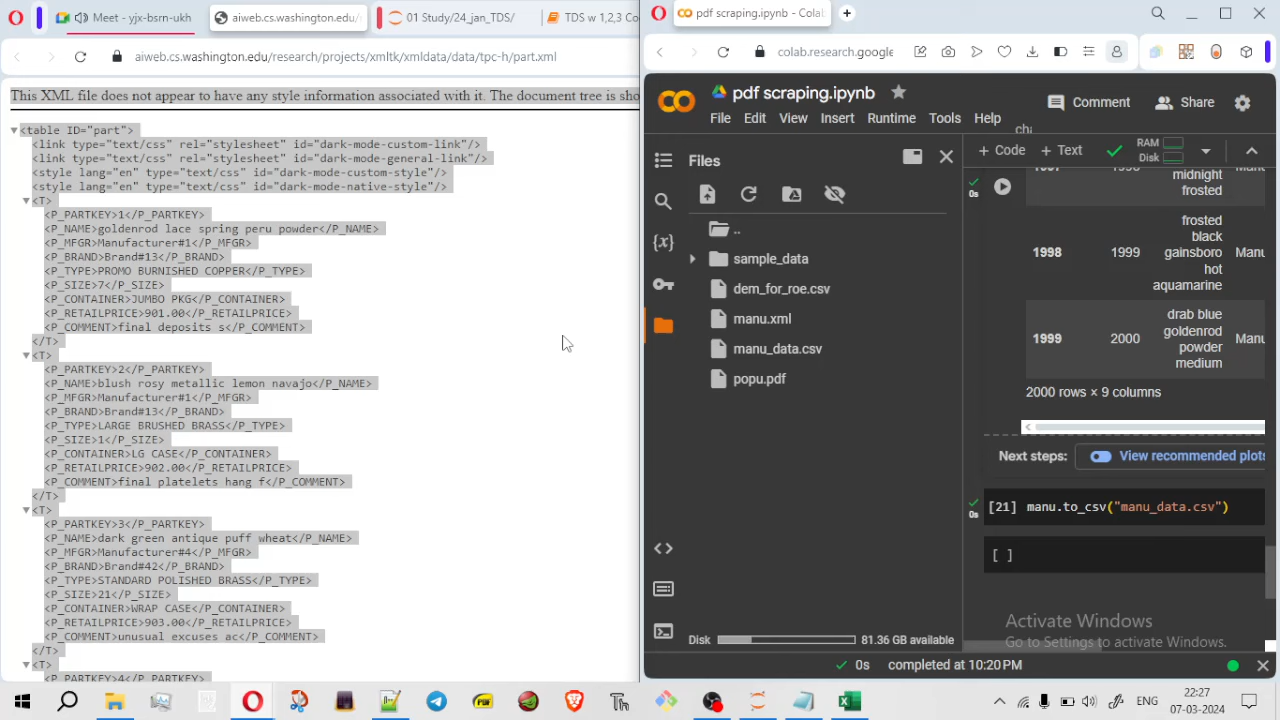 Meet - yjx-bsrn-ukh
aiweb.cs.washington.edu/
01 Study/24_jan_TDS/
TDS w 1,2,3 Co
aiweb.cs.washington.edu/research/projects/xmltk/xmldata/data/tpc-h/part.xml
This XML file does not appear to have any style information associated with it. The document tree is sho
<table ID="part">
<link type="text/css" rel="stylesheet" id="dark-mode-custom-link"/>
<link type="text/css" rel="stylesheet" id="dark-mode-general-link"/>
<style lang="en" type="text/css" id="dark-mode-custom-style"/>
<style lang="en" type="text/css" id="dark-mode-native-style"/>
<T>
<P_PARTKEY>1</P_PARTKEY>
<P_NAME>goldenrod lace spring peru powder</P_NAME>
<P_MFGR>Manufacturer#1</P_MFGR>
<P_BRAND>Brand#13</P_BRAND>
<P_TYPE>PROMO BURNISHED COPPER</P_TYPE>
<P_SIZE>7</P_SIZE>
<P_CONTAINER>JUMBO PKG</P_CONTAINER>
<P_RETAILPRICE>901.00</P_RETAILPRICE>
<P_COMMENT>final deposits s</P_COMMENT>
</T>
<T>
<P_PARTKEY>2</P_PARTKEY>
<P_NAME>blush rosy metallic lemon navajo</P_NAME>
<P_MFGR>Manufacturer#1</P_MFGR>
<P_BRAND>Brand#13</P_BRAND>
<P_TYPE>LARGE BRUSHED BRASS</P_TYPE>
<P_SIZE>1</P_SIZE>
<P_CONTAINER>LG CASE</P_CONTAINER>
<P_RETAILPRICE>902.00</P_RETAILPRICE>
<P_COMMENT>final platelets hang f</P_COMMENT>
</T>
<T>
<P_PARTKEY>3</P_PARTKEY>
<P_NAME>dark green antique puff wheat</P_NAME>
<P_MFGR>Manufacturer#4</P_MFGR>
<P_BRAND>Brand#42</P_BRAND>
<P_TYPE>STANDARD POLISHED BRASS</P_TYPE>
<P_SIZE>21</P_SIZE>
<P_CONTAINER>WRAP CASE</P_CONTAINER>
<P_RETAILPRICE>903.00</P_RETAILPRICE>
<P_COMMENT>unusual excuses ac</P_COMMENT>
</T>
<T>
<P_PARTKEY>4</P_PARTKEY>
pdf scraping.ipynb - Colab
colab.research.google
pdf scraping.ipynb
Comment
Share
File Edit View Insert Runtime Tools Help
Files
+ Code + Text
RAM
Disk
..
sample_data
dem_for_roe.csv
manu.xml
manu_data.csv
popu.pdf
Disk
81.36 GB available
0s
midnight
frosted
1998 1999
frosted
black
gainsboro
hot
aquamarine
Manu
1999 2000
drab blue
goldenrod
powder
medium
Manu
2000 rows × 9 columns
Next steps: View recommended plots
0s
[21] manu.to_csv("manu_data.csv")
[ ]
Activate Windows
Go to Settings to activate Windows.
0s completed at 10:20 PM
ENG
22:27
07-03-2024